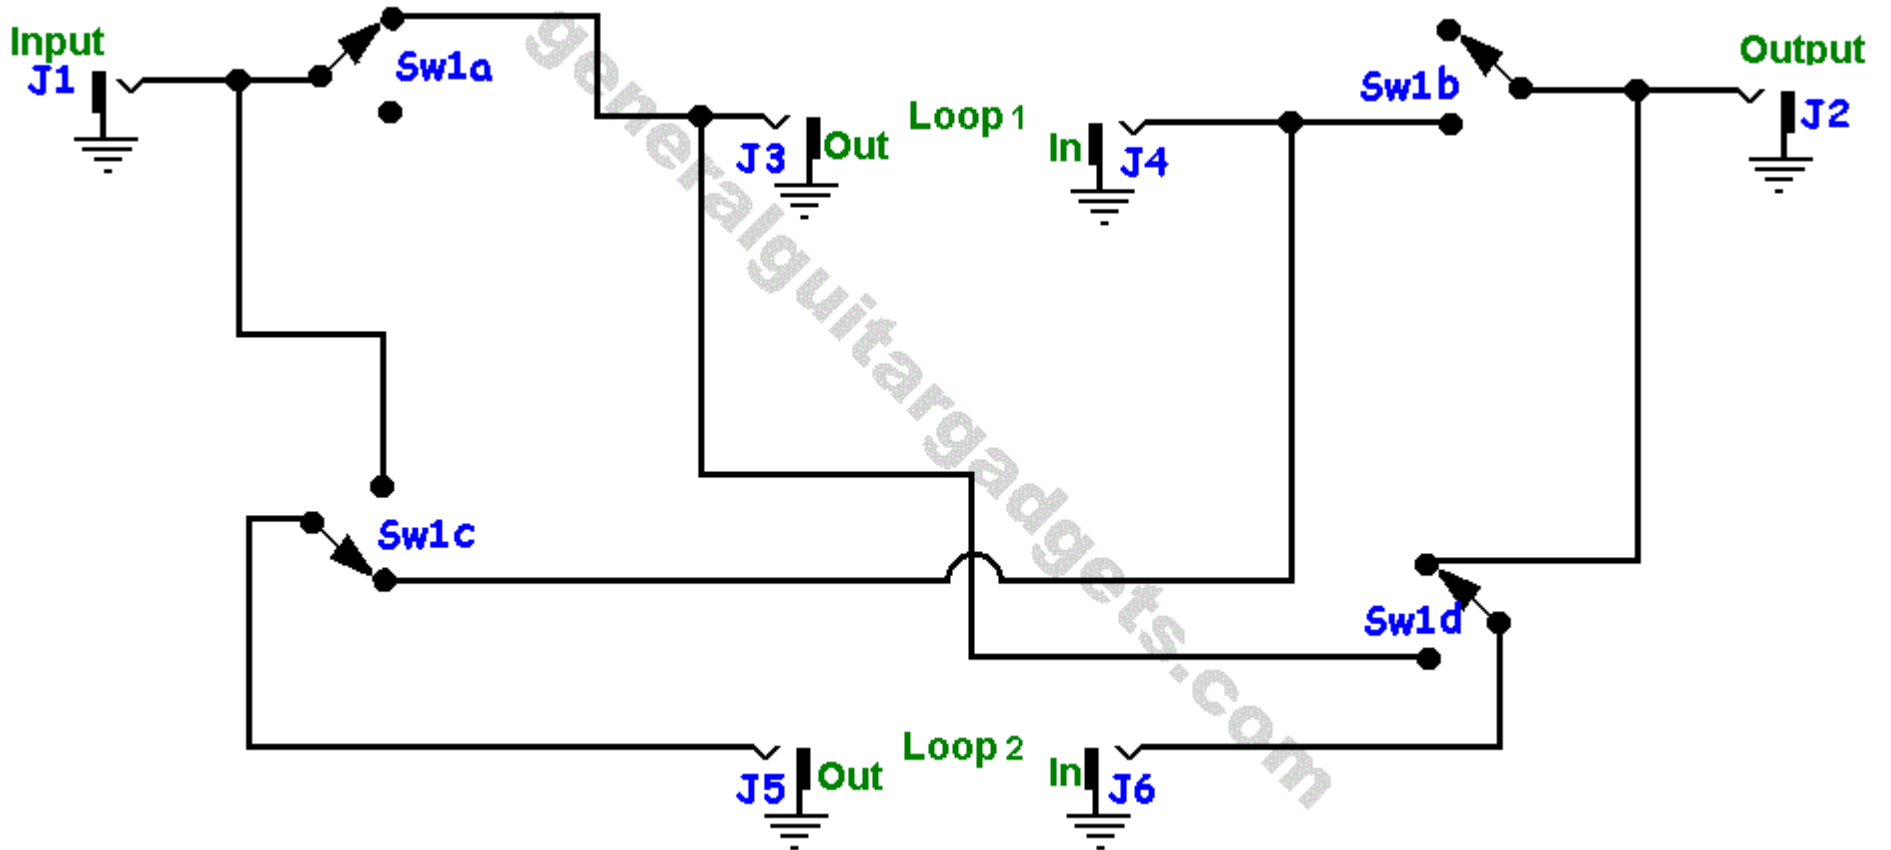 Input
J1
Sw1a
J3
Out
Loop 1
In
J4
Sw1b
Output
J2
Sw1c
Sw1d
J5
Out
Loop 2
In
J6
generalguitargadgets.com